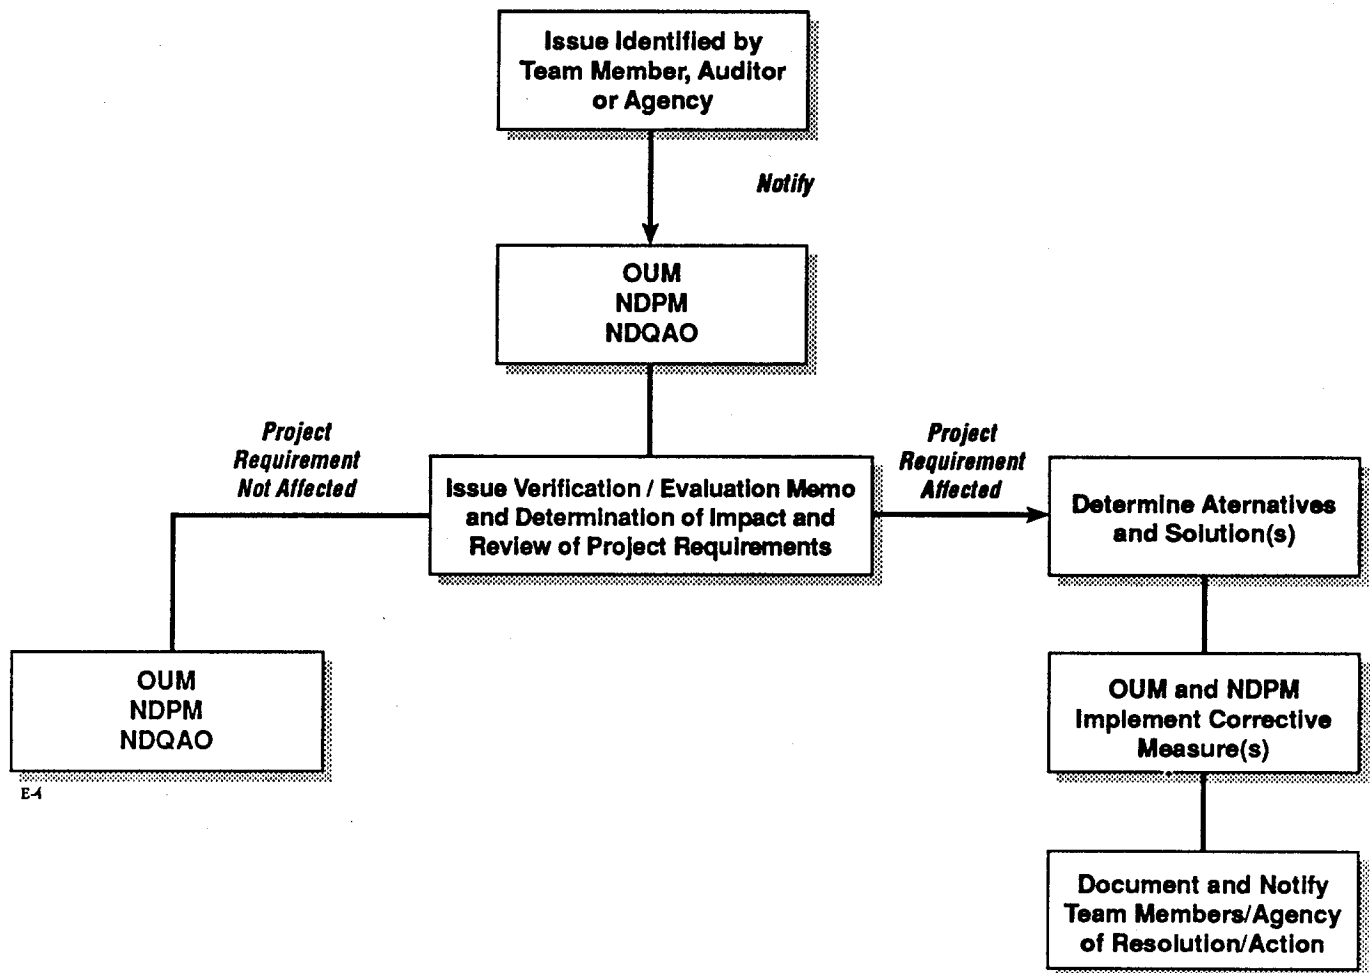 Issue Identified by
Team Member, Auditor
or Agency
Notify
OUM
NDPM
NDQAO
Project
Requirement
Not Affected
Issue Verification / Evaluation Memo
and Determination of Impact and
Review of Project Requirements
Project
Requirement
Affected
Determine Aternatives
and Solution(s)
OUM
NDPM
NDQAO
OUM and NDPM
Implement Corrective
Measure(s)
E-4
Document and Notify
Team Members/Agency
of Resolution/Action